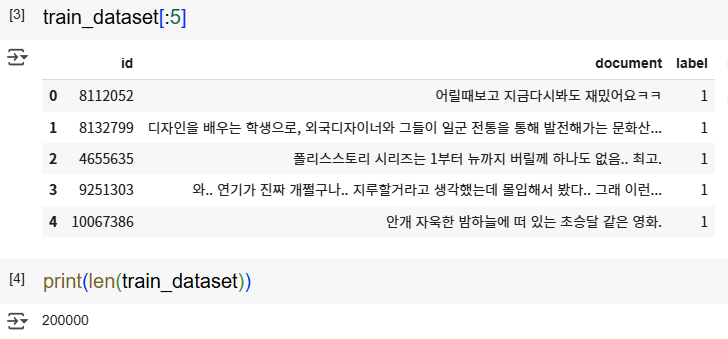 [3] train_dataset[:5]
id document label
0 8112052 어릴때보고 지금다시봐도 재밌어요ㅋㅋ 1
1 8132799 디자인을 배우는 학생으로, 외국디자이너와 그들이 일군 전통을 통해 발전해가는 문화산... 1
2 4655635 폴리스스토리 시리즈는 1부터 뉴까지 버릴께 하나도 없음.. 최고. 1
3 9251303 와.. 연기가 진짜 개쩔구나.. 지루할거라고 생각했는데 몰입해서 봤다.. 그래 이런... 1
4 10067386 안개 자욱한 밤하늘에 떠 있는 초승달 같은 영화. 1
[4] print(len(train_dataset))
200000